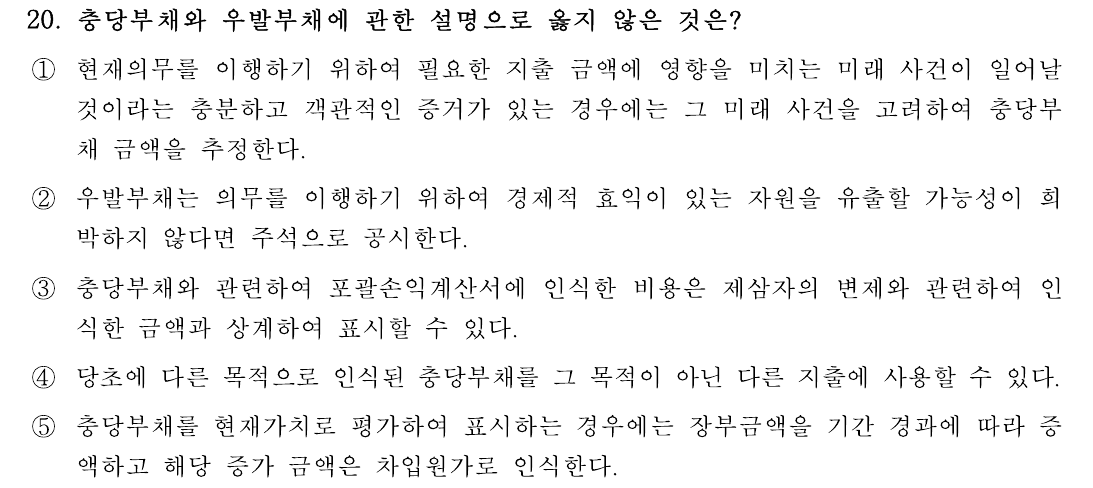 20. 충당부채와 우발부채에 관한 설명으로 옳지 않은 것은?
① 현재의무를 이행하기 위하여 필요한 지출 금액에 영향을 미치는 미래 사건이 일어날
것이라는 충분하고 객관적인 증거가 있는 경우에는 그 미래 사건을 고려하여 충당부
채 금액을 추정한다.
② 우발부채는 의무를 이행하기 위하여 경제적 효익이 있는 자원을 유출할 가능성이 희
박하지 않다면 주석으로 공시한다.
③ 충당부채와 관련하여 포괄손익계산서에 인식한 비용은 제삼자의 변제와 관련하여 인
식한 금액과 상계하여 표시할 수 있다.
④ 당초에 다른 목적으로 인식된 충당부채를 그 목적이 아닌 다른 지출에 사용할 수 있다.
⑤ 충당부채를 현재가치로 평가하여 표시하는 경우에는 장부금액을 기간 경과에 따라 증
액하고 해당 증가 금액은 차입원가로 인식한다.